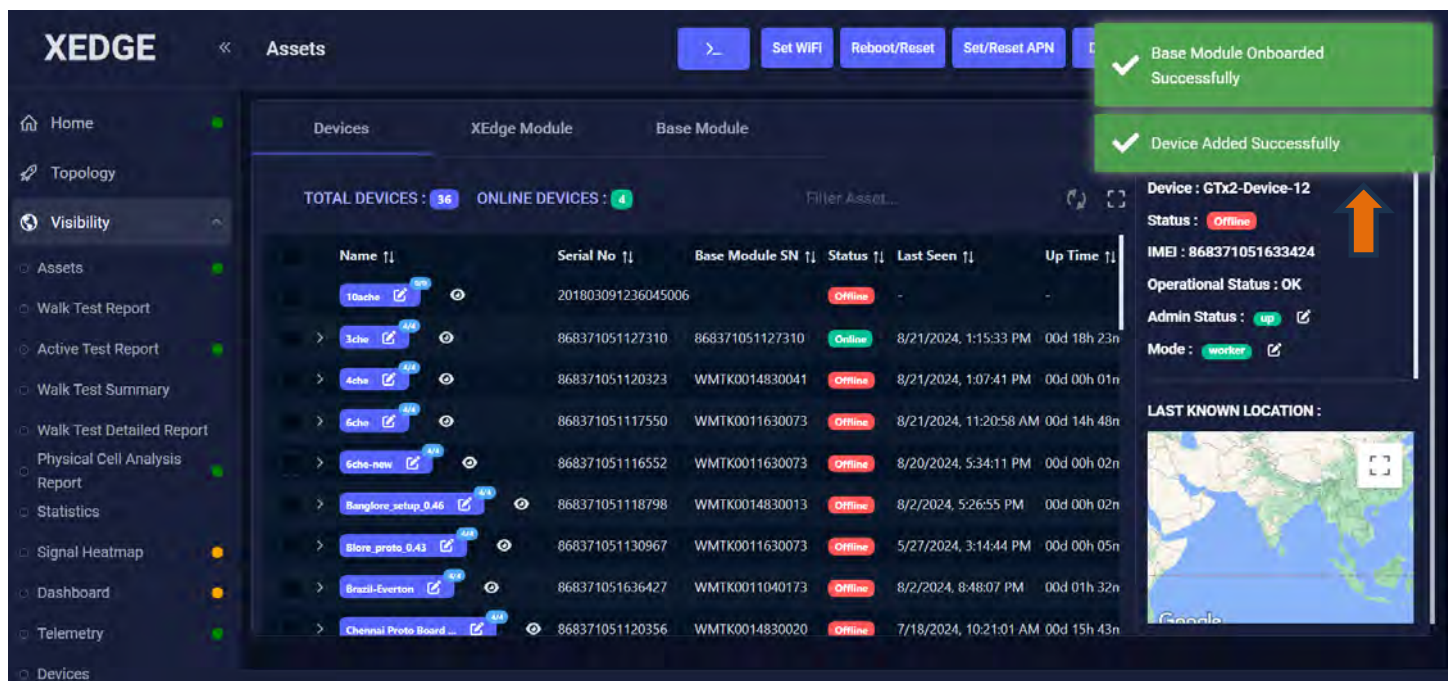 XEDGE
Assets
Set WiFi
Reboot/Reset
Set/Reset APN
D
Base Module Onboarded
Successfully
Device Added Successfully
Home
Topology
Visibility
Assets
Walk Test Report
Active Test Report
Walk Test Summary
Walk Test Detailed Report
Physical Cell Analysis
Report
Statistics
Signal Heatmap
Dashboard
Telemetry
Devices
Devices XEdge Module Base Module
TOTAL DEVICES : 36 ONLINE DEVICES : 4 Filter Asset...
Name Serial No Base Module SN Status Last Seen Up Time
10ache 0/0 201803091236045006 Offline - -
3che 4/4 868371051127310 868371051127310 Online 8/21/2024, 1:15:33 PM 00d 18h 23n
4che 4/4 868371051120323 WMTK0014830041 Offline 8/21/2024, 1:07:41 PM 00d 00h 01n
6che 4/4 868371051117550 WMTK0011630073 Offline 8/21/2024, 11:20:58 AM 00d 14h 48n
6che-new 4/4 868371051116552 WMTK0011630073 Offline 8/20/2024, 5:34:11 PM 00d 00h 02n
Banglore_setup_0.46 4/4 868371051118798 WMTK0014830013 Offline 8/2/2024, 5:26:55 PM 00d 00h 02n
Blore_proto_0.43 4/4 868371051130967 WMTK0011630073 Offline 5/27/2024, 3:14:44 PM 00d 00h 05n
Brazil-Everton 4/4 868371051636427 WMTK0011040173 Offline 8/2/2024, 8:48:07 PM 00d 01h 32n
Chennai Proto Board ... 4/4 868371051120356 WMTK0014830020 Offline 7/18/2024, 10:21:01 AM 00d 15h 43n
Device : GTx2-Device-12
Status : Offline
IMEI : 868371051633424
Operational Status : OK
Admin Status : up
Mode : worker
LAST KNOWN LOCATION :
Google